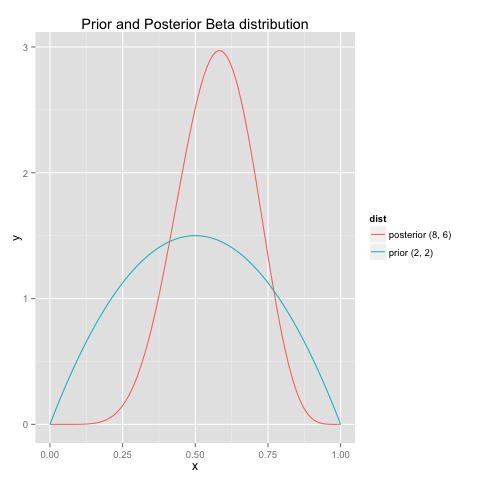 Prior and Posterior Beta distribution
3
2
1
0
y
0.00 0.25 0.50 0.75 1.00
x
dist
posterior (8, 6)
prior (2, 2)